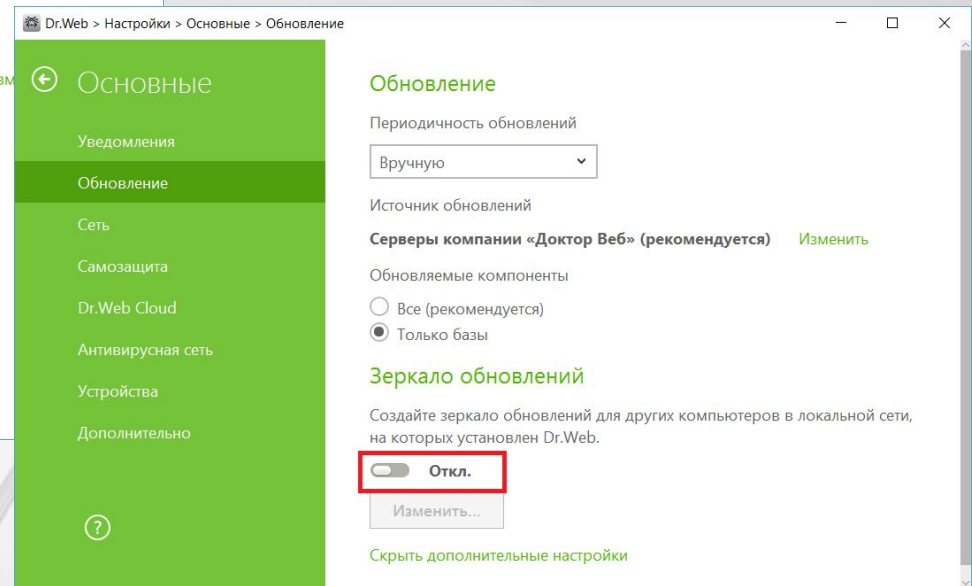 Dr.Web > Настройки > Основные > Обновление
Основные
Уведомления
Обновление
Сеть
Самозащита
Dr.Web Cloud
Антивирусная сеть
Устройства
Дополнительно
?
Обновление
Периодичность обновлений
Вручную
Источник обновлений
Серверы компании «Доктор Веб» (рекомендуется) Изменить
Обновляемые компоненты
Все (рекомендуется)
Только базы
Зеркало обновлений
Создайте зеркало обновлений для других компьютеров в локальной сети,
на которых установлен Dr.Web.
Откл.
Изменить...
Скрыть дополнительные настройки